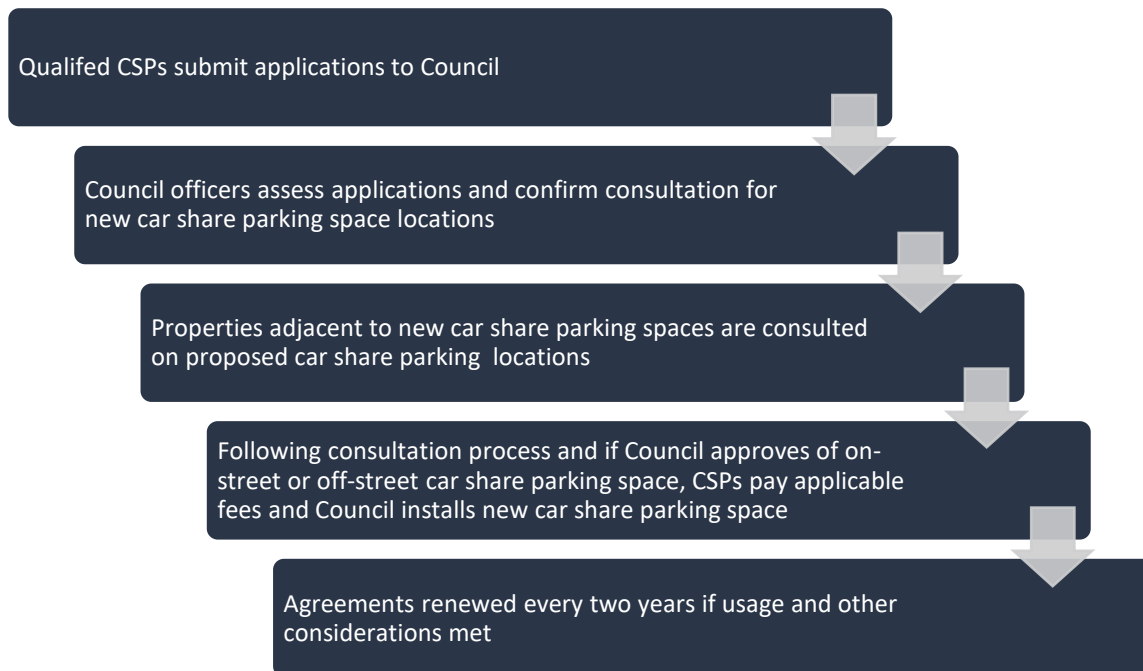 Qualifed CSPs submit applications to Council
Council officers assess applications and confirm consultation for
new car share parking space locations
Properties adjacent to new car share parking spaces are consulted
on proposed car share parking locations
Following consultation process and if Council approves of on-
street or off-street car share parking space, CSPs pay applicable
fees and Council installs new car share parking space
Agreements renewed every two years if usage and other
considerations met